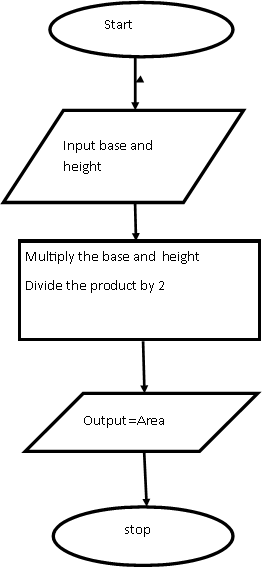 Start
Input base and
height
Multiply the base and height
Divide the product by 2
Output=Area
stop